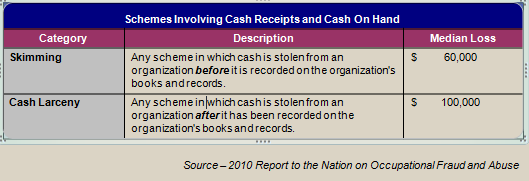 Schemes Involving Cash Receipts and Cash On Hand
Category Description Median Loss
Skimming Any scheme in which cash is stolen from an $ 60,000
organization before it is recorded on the organization's
books and records.
Cash Larceny Any scheme in which cash is stolen from an $ 100,000
organization after it has been recorded on the
organization's books and records.
Source – 2010 Report to the Nation on Occupational Fraud and Abuse